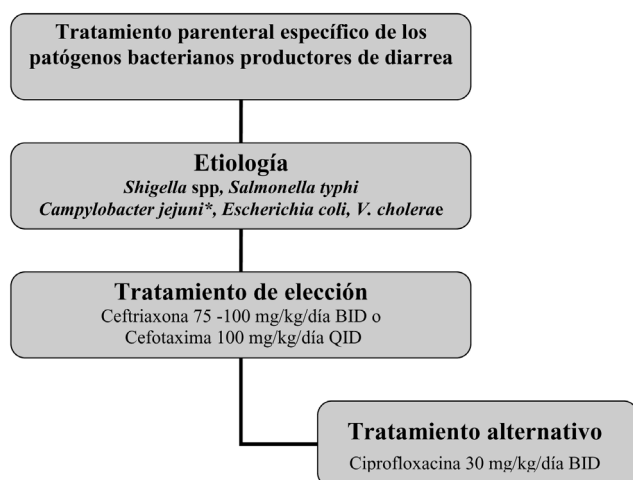 Tratamiento parenteral específico de los
patógenos bacterianos productores de diarrea
Etiología
Shigella spp, Salmonella typhi
Campylobacter jejuni*, Escherichia coli, V. cholerae
Tratamiento de elección
Ceftriaxona 75 -100 mg/kg/día BID o
Cefotaxima 100 mg/kg/día QID
Tratamiento alternativo
Ciprofloxacina 30 mg/kg/día BID